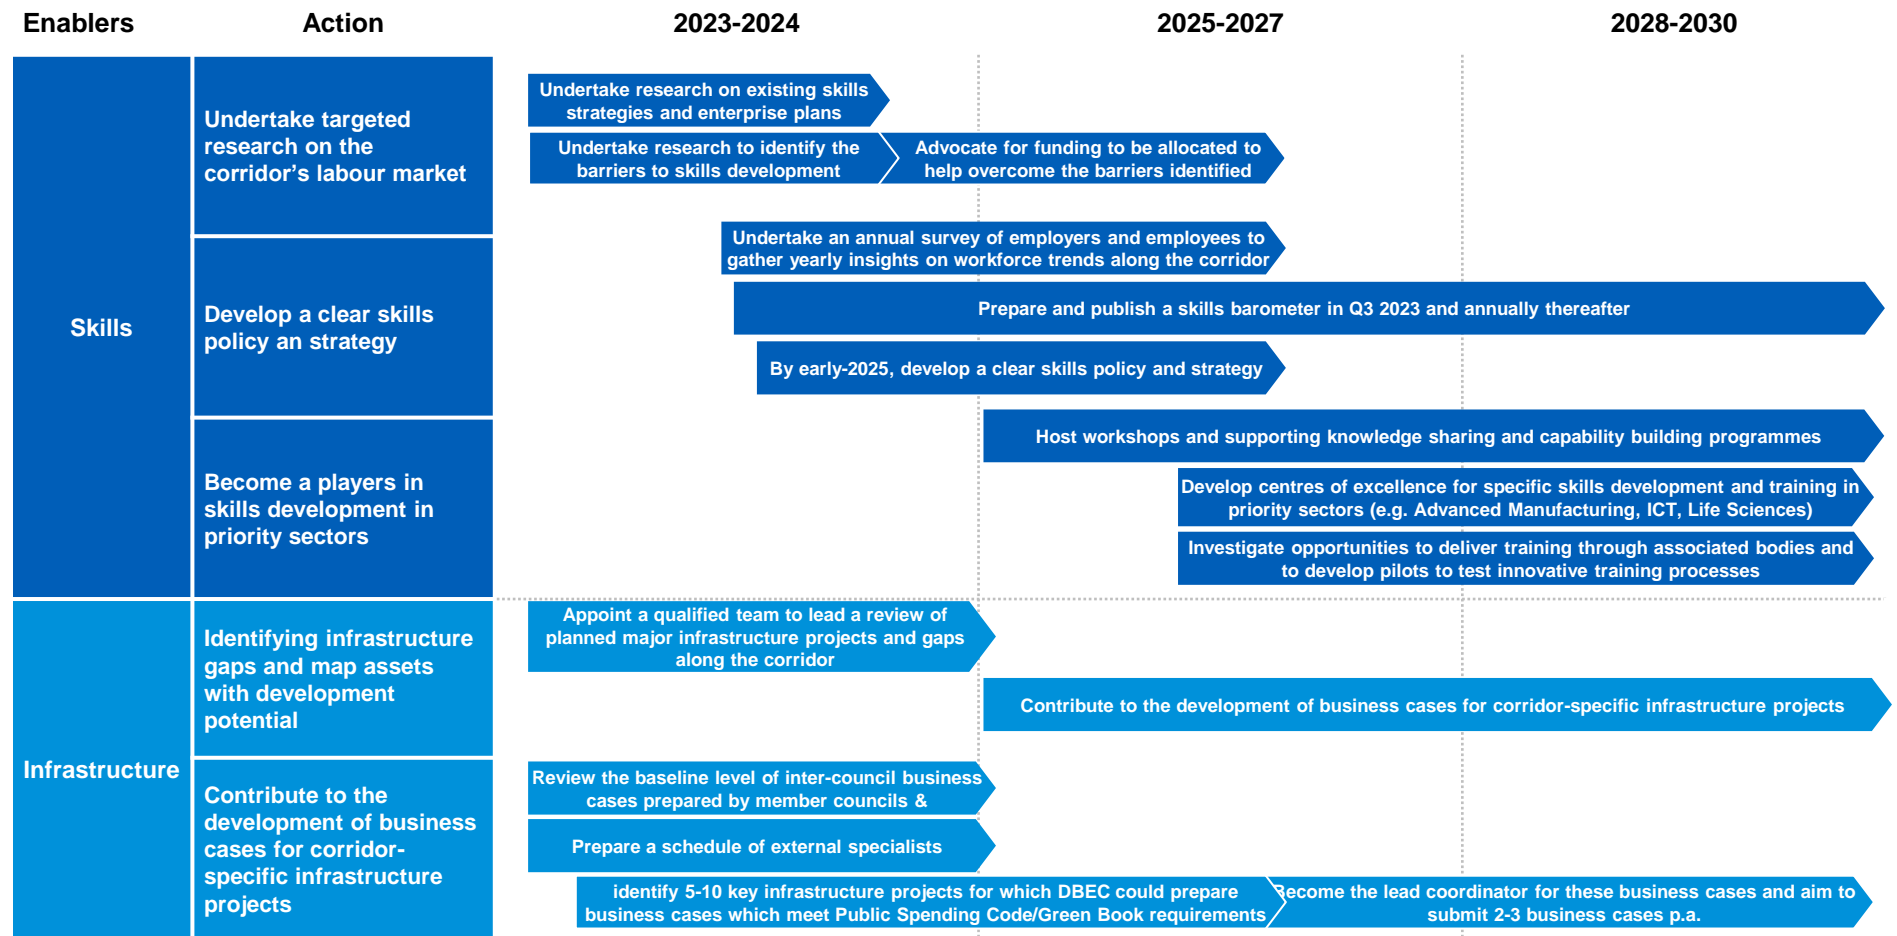 Enablers
Action
2023-2024
2025-2027
2028-2030
Skills
Undertake targeted
research on the
corridor’s labour market
Undertake research on existing skills
strategies and enterprise plans
Undertake research to identify the
barriers to skills development
Advocate for funding to be allocated to
help overcome the barriers identified
Develop a clear skills
policy an strategy
Undertake an annual survey of employers and employees to
gather yearly insights on workforce trends along the corridor
Prepare and publish a skills barometer in Q3 2023 and annually thereafter
By early-2025, develop a clear skills policy and strategy
Become a players in
skills development in
priority sectors
Host workshops and supporting knowledge sharing and capability building programmes
Develop centres of excellence for specific skills development and training in
priority sectors (e.g. Advanced Manufacturing, ICT, Life Sciences)
Investigate opportunities to deliver training through associated bodies and
to develop pilots to test innovative training processes
Infrastructure
Identifying infrastructure
gaps and map assets
with development
potential
Appoint a qualified team to lead a review of
planned major infrastructure projects and gaps
along the corridor
Contribute to the development of business cases for corridor-specific infrastructure projects
Contribute to the
development of business
cases for corridor-
specific infrastructure
projects
Review the baseline level of inter-council business
cases prepared by member councils &
Prepare a schedule of external specialists
identify 5-10 key infrastructure projects for which DBEC could prepare
business cases which meet Public Spending Code/Green Book requirements
Become the lead coordinator for these business cases and aim to
submit 2-3 business cases p.a.